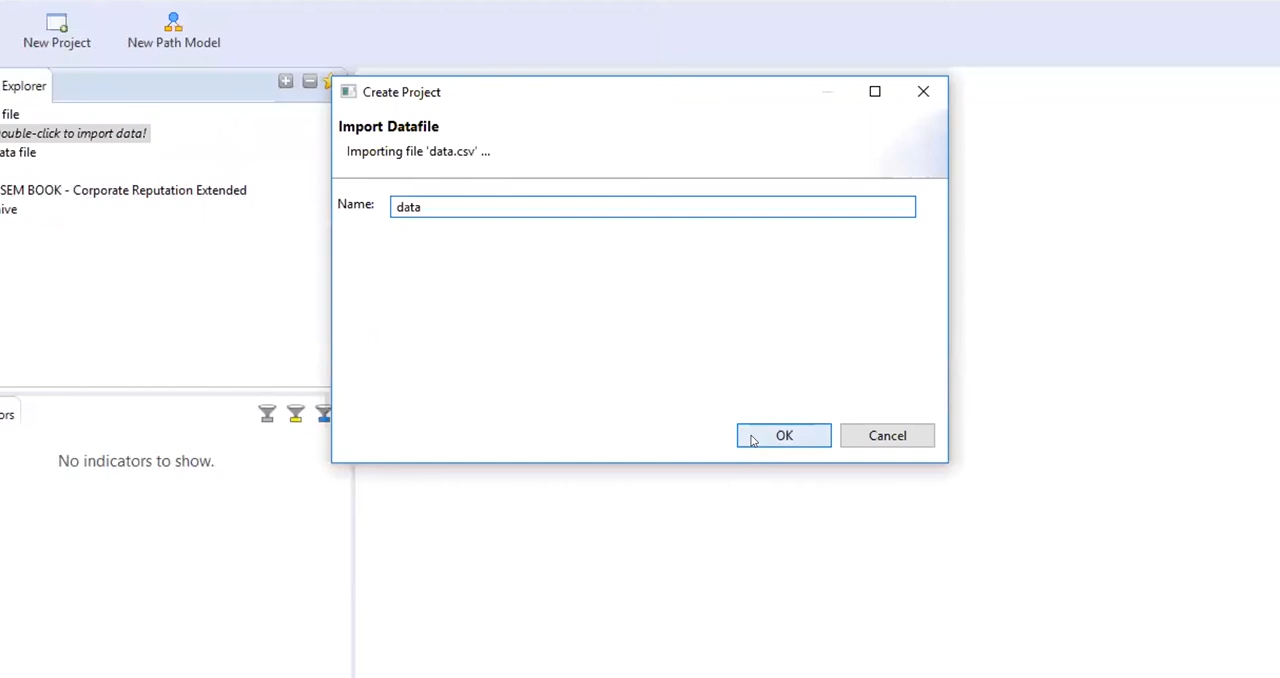 New Project
New Path Model
Explorer
file
ouble-click to import data!
ata file
SEM BOOK - Corporate Reputation Extended
ive
Create Project
Import Datafile
Importing file 'data.csv' ...
Name:
data
OK
Cancel
ors
No indicators to show.